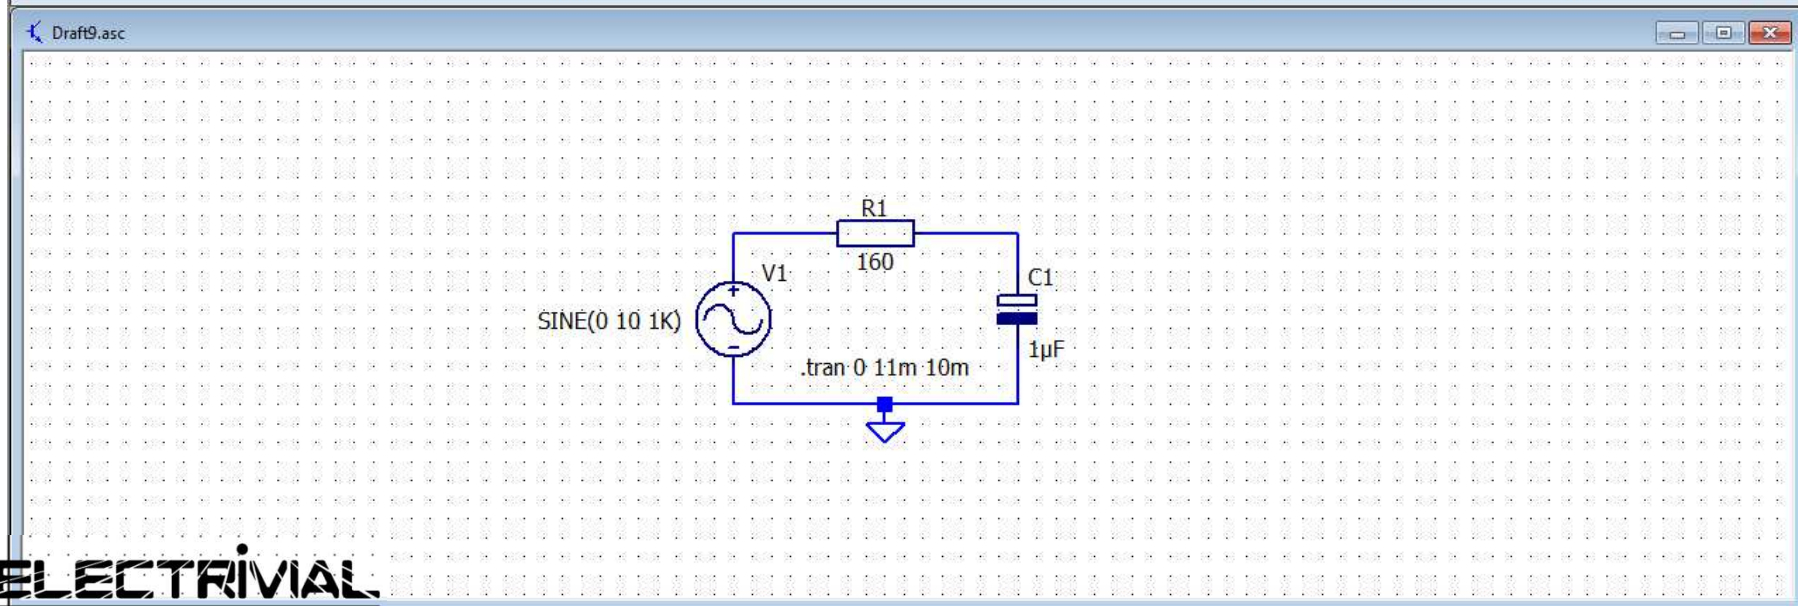 Draft9.asc
R1
160
V1
C1
SINE(0 10 1K)
1µF
.tran 0 11m 10m
ELECTRiVIAL